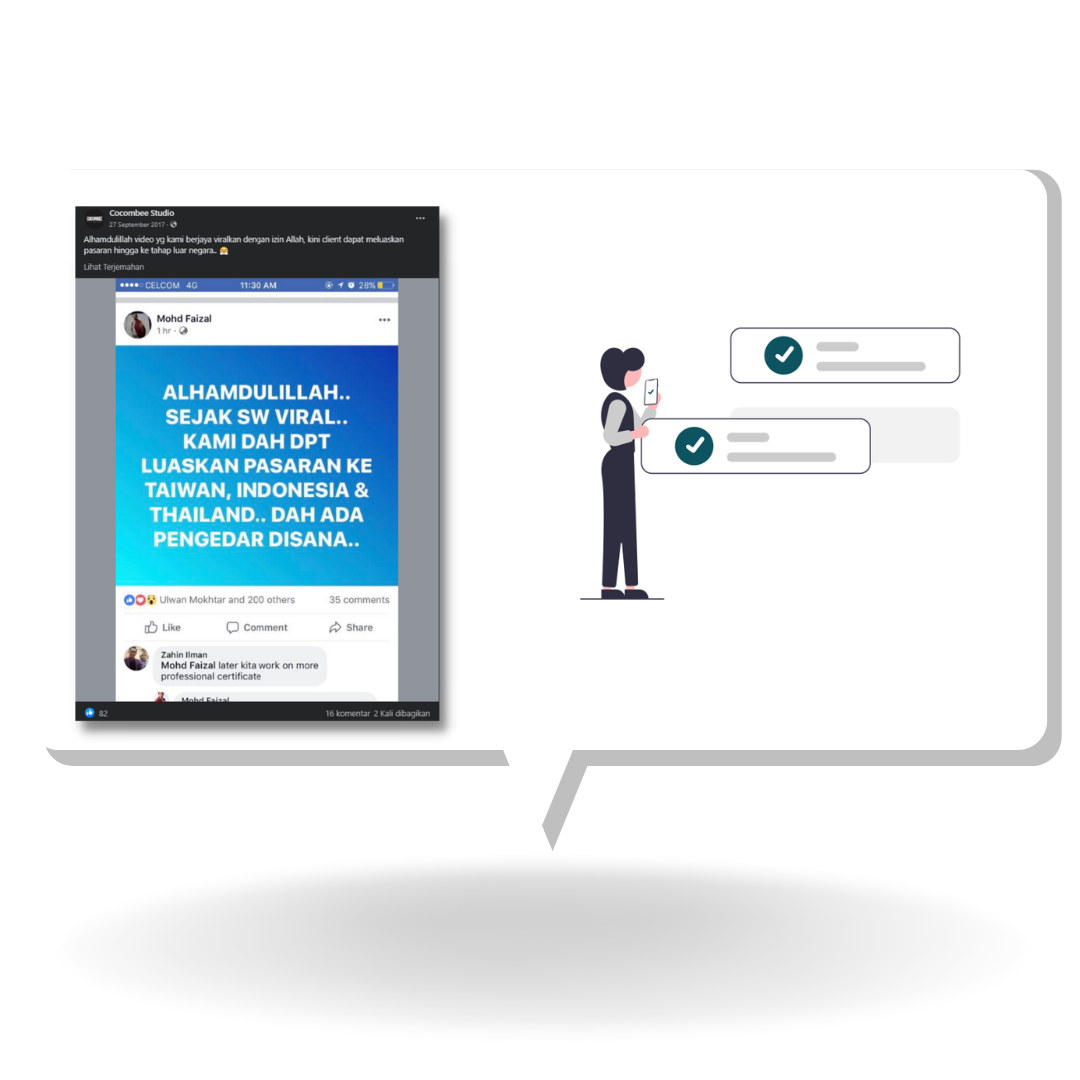 Cocombee Studio
27 September 2017 ·
Alhamdulillah video yg kami berjaya viralkan dengan izin Allah, kini client dapat meluaskan
pasaran hingga ke tahap luar negara..
Lihat Terjemahan
CELCOM 4G 11:30 AM 28%
Mohd Faizal
1 hr ·
ALHAMDULILLAH..
SEJAK SW VIRAL..
KAMI DAH DPT
LUASKAN PASARAN KE
TAIWAN, INDONESIA &
THAILAND.. DAH ADA
PENGEDAR DISANA..
Ulwan Mokhtar and 200 others 35 comments
Like Comment Share
Zahin Ilman
Mohd Faizal later kita work on more
professional certificate
Mohd Faizal
82 16 komentar 2 Kali dibagikan